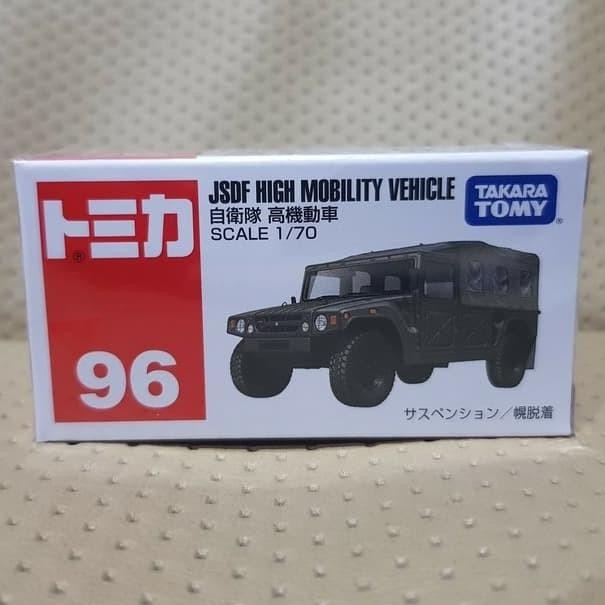 トミカ
®
96
JSDF HIGH MOBILITY VEHICLE
自衛隊 高機動車
SCALE 1/70
TAKARA
TOMY
®
サスペンション/幌脱着